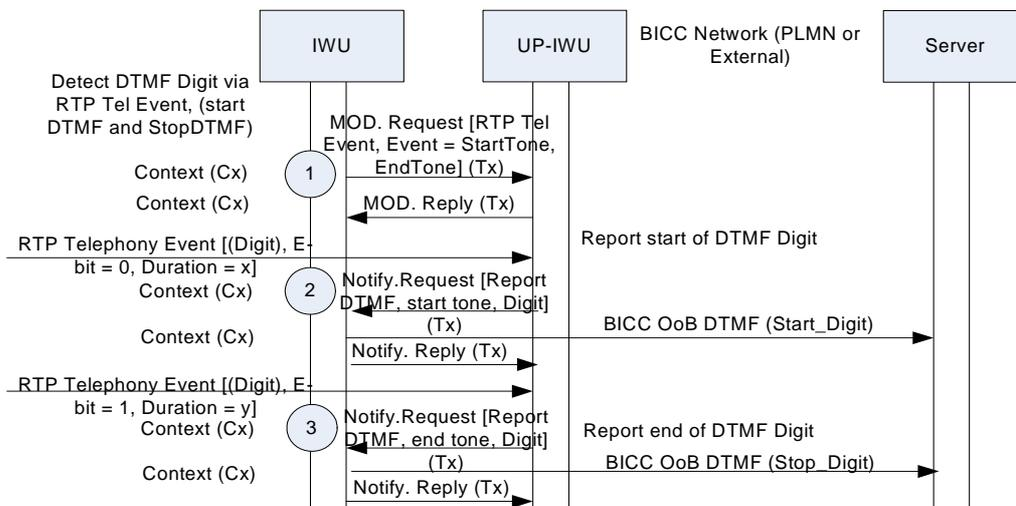 IWU
UP-IWU
BICC Network (PLMN or
External)
Server
Detect DTMF Digit via
RTP Tel Event, (start
DTMF and StopDTMF)
MOD. Request [RTP Tel
Event, Event = StartTone,
EndTone] (Tx)
Context (Cx)
1
Context (Cx)
MOD. Reply (Tx)
RTP Telephony Event [(Digit), E-
bit = 0, Duration = x]
Report start of DTMF Digit
Context (Cx)
2
Notify.Request [Report
DTMF, start tone, Digit]
(Tx)
Context (Cx)
BICC OoB DTMF (Start_Digit)
Notify. Reply (Tx)
RTP Telephony Event [(Digit), E-
bit = 1, Duration = y]
Context (Cx)
3
Notify.Request [Report
DTMF, end tone, Digit]
(Tx)
Report end of DTMF Digit
Context (Cx)
BICC OoB DTMF (Stop_Digit)
Notify. Reply (Tx)